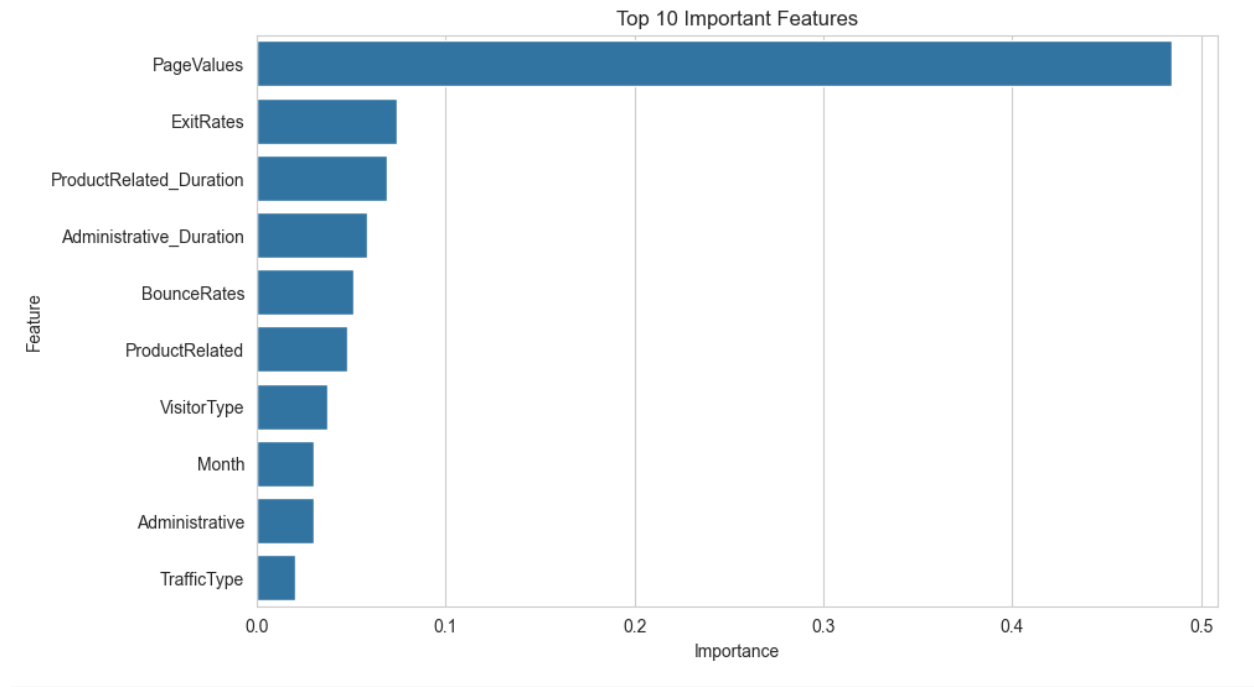 Top 10 Important Features
PageValues
ExitRates
ProductRelated_Duration
Administrative_Duration
BounceRates
ProductRelated
VisitorType
Month
Administrative
TrafficType
Feature
0.0 0.1 0.2 0.3 0.4 0.5
Importance